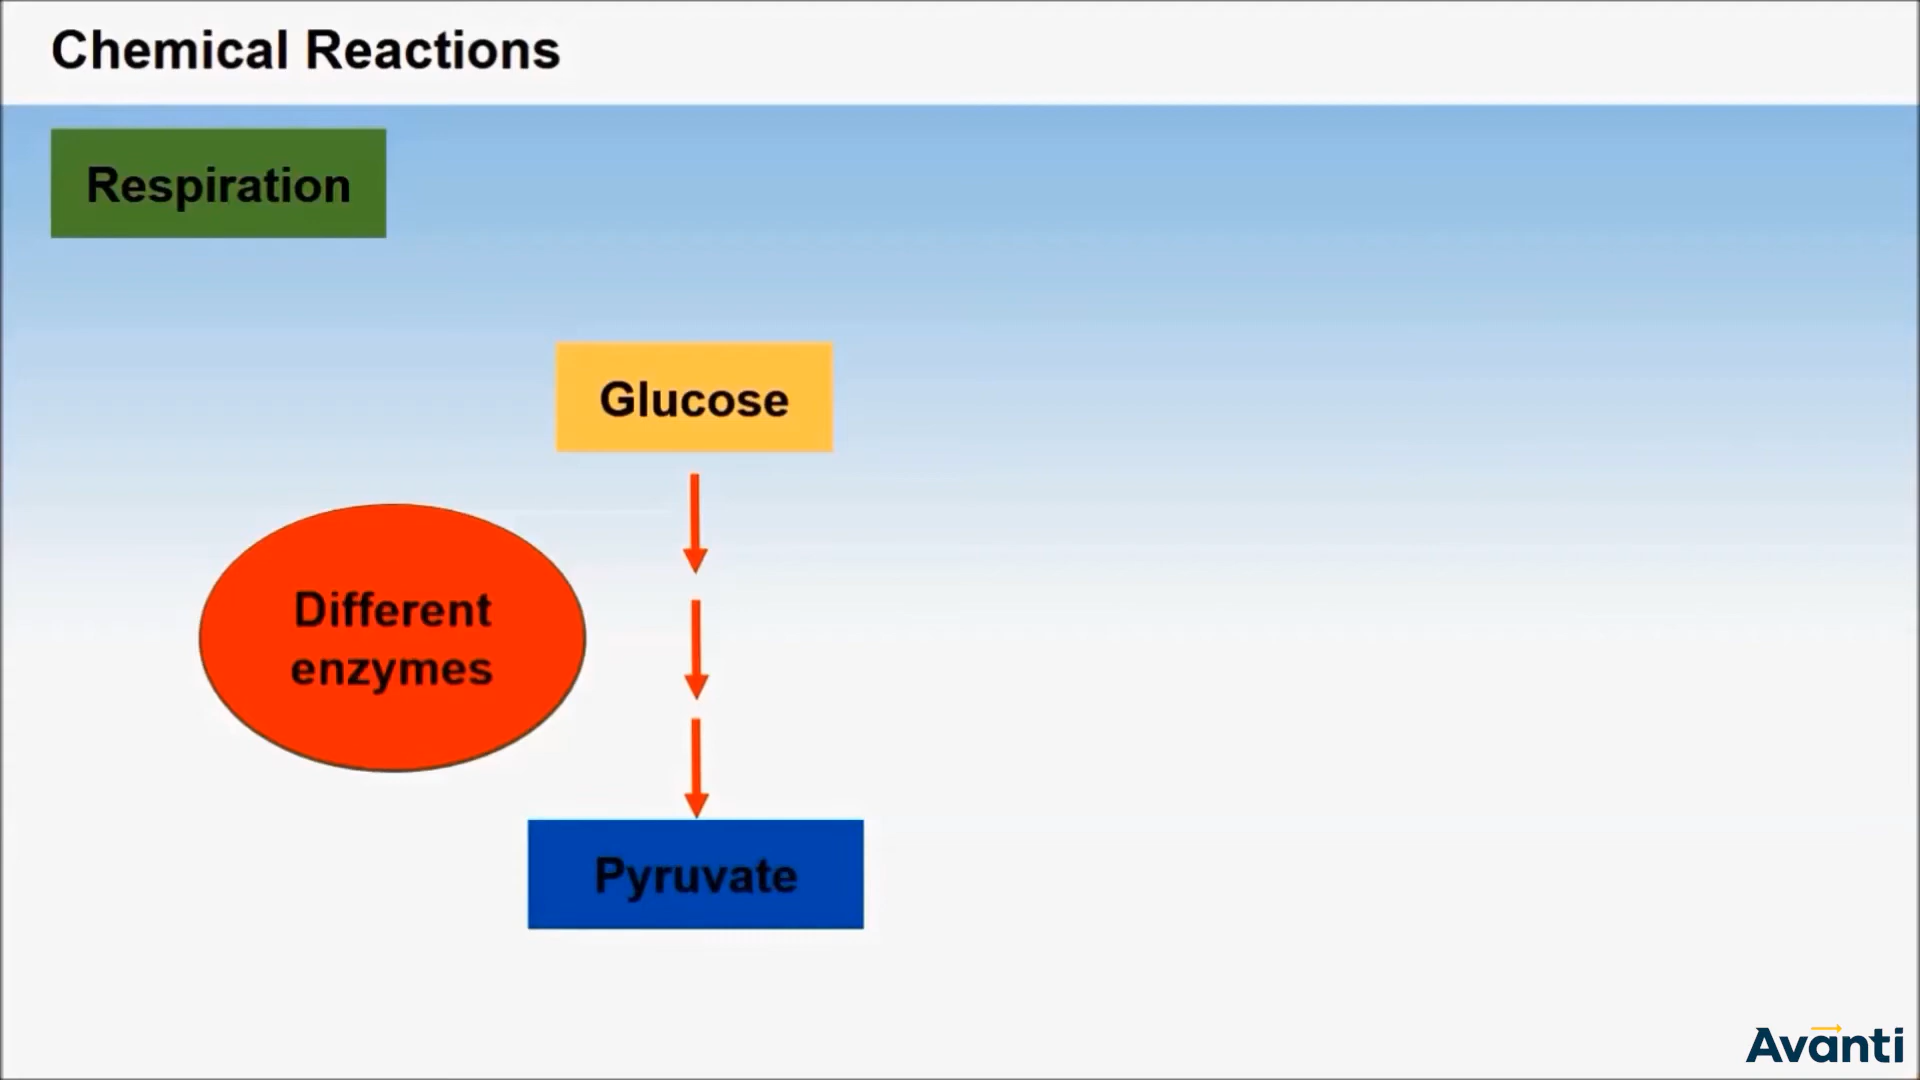 Chemical Reactions
Respiration
Glucose
Different
enzymes
Pyruvate
Avanti